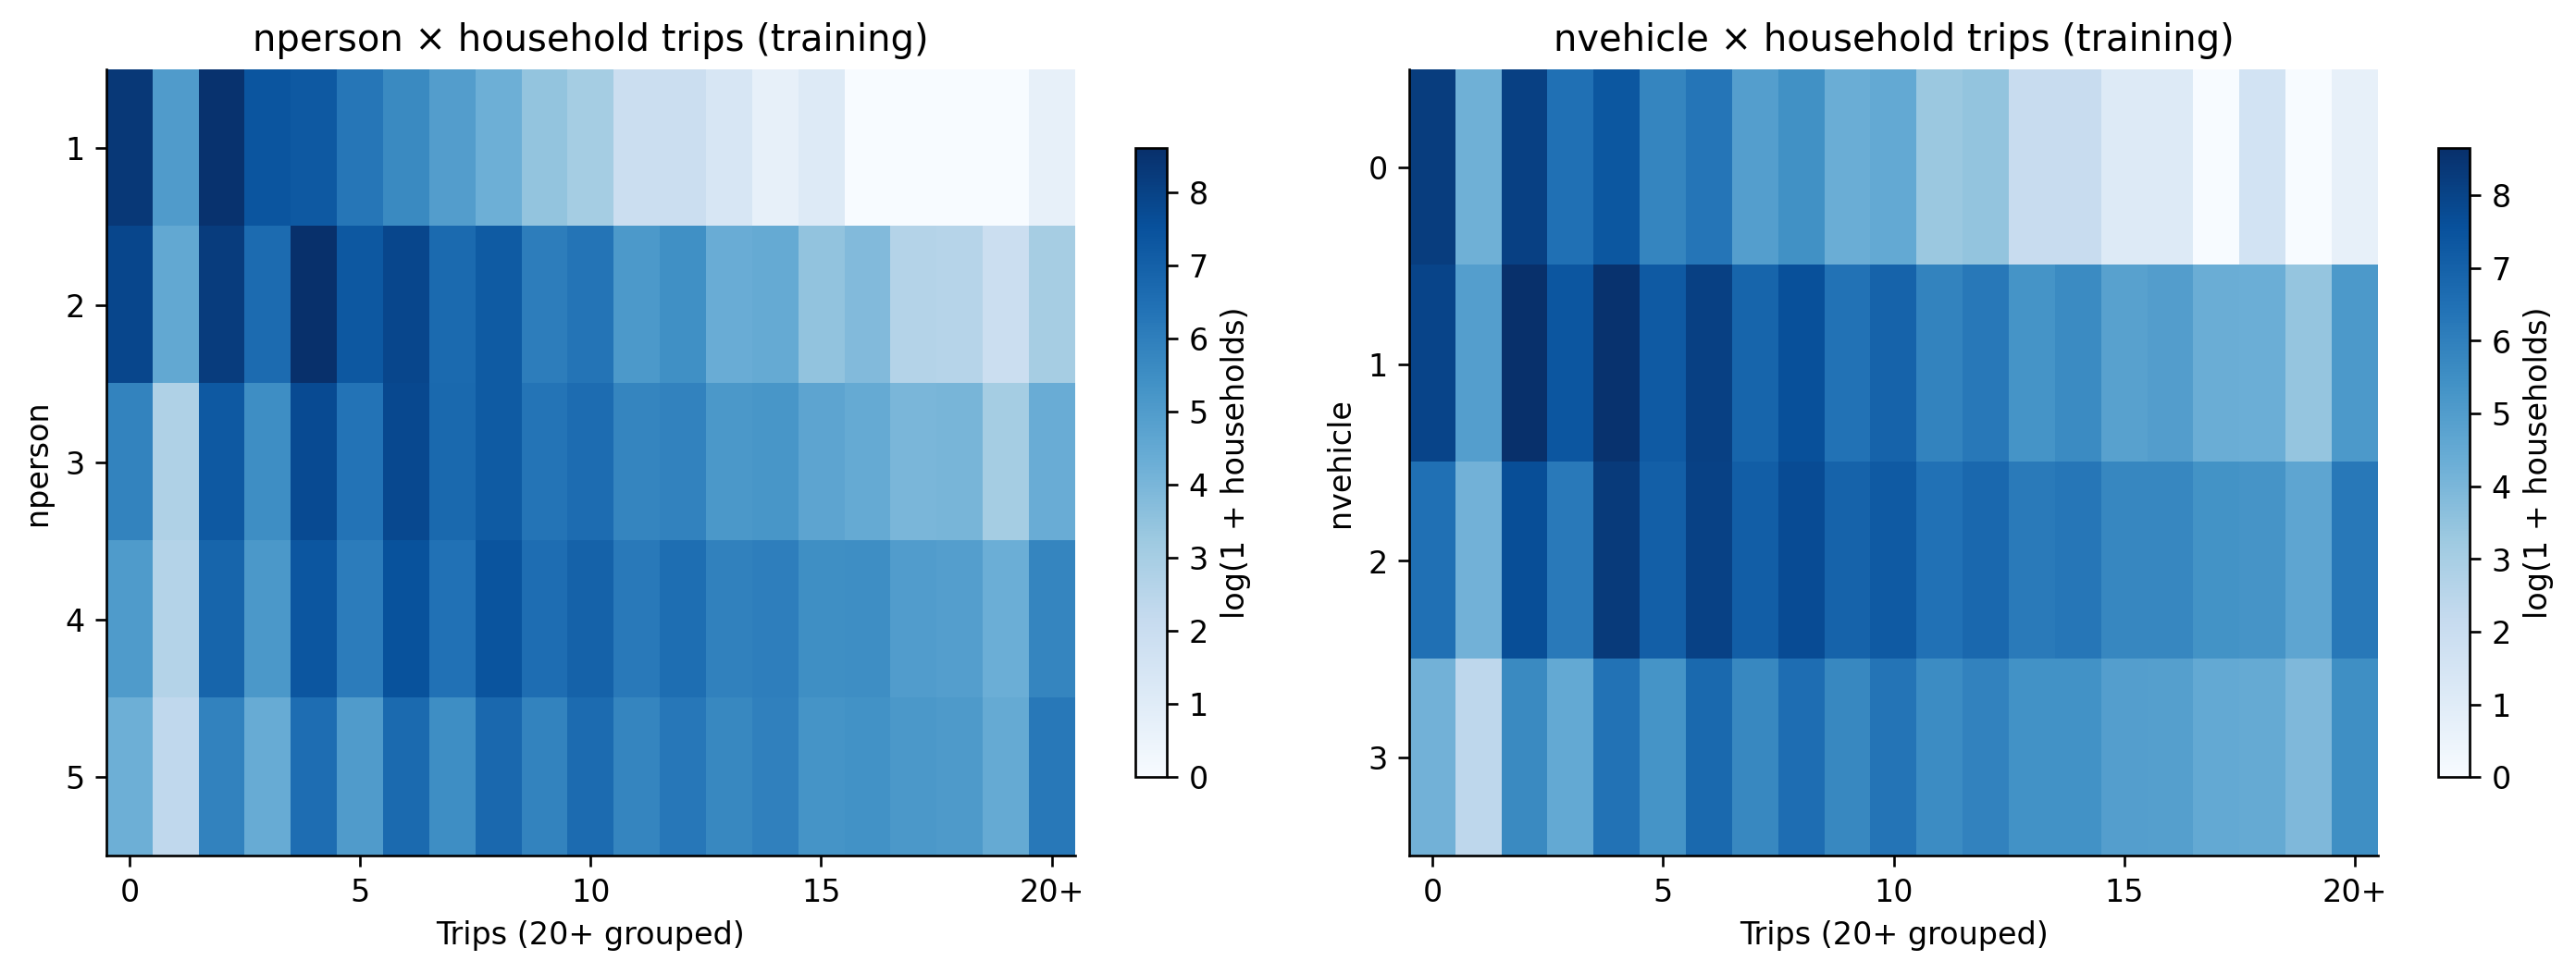 nperson × household trips (training)
nperson
1
2
3
4
5
0 5 10 15 20+
Trips (20+ grouped)
8
7
6
5
4
3
2
1
0
log(1 + households)
nvehicle × household trips (training)
nvehicle
0
1
2
3
0 5 10 15 20+
Trips (20+ grouped)
8
7
6
5
4
3
2
1
0
log(1 + households)